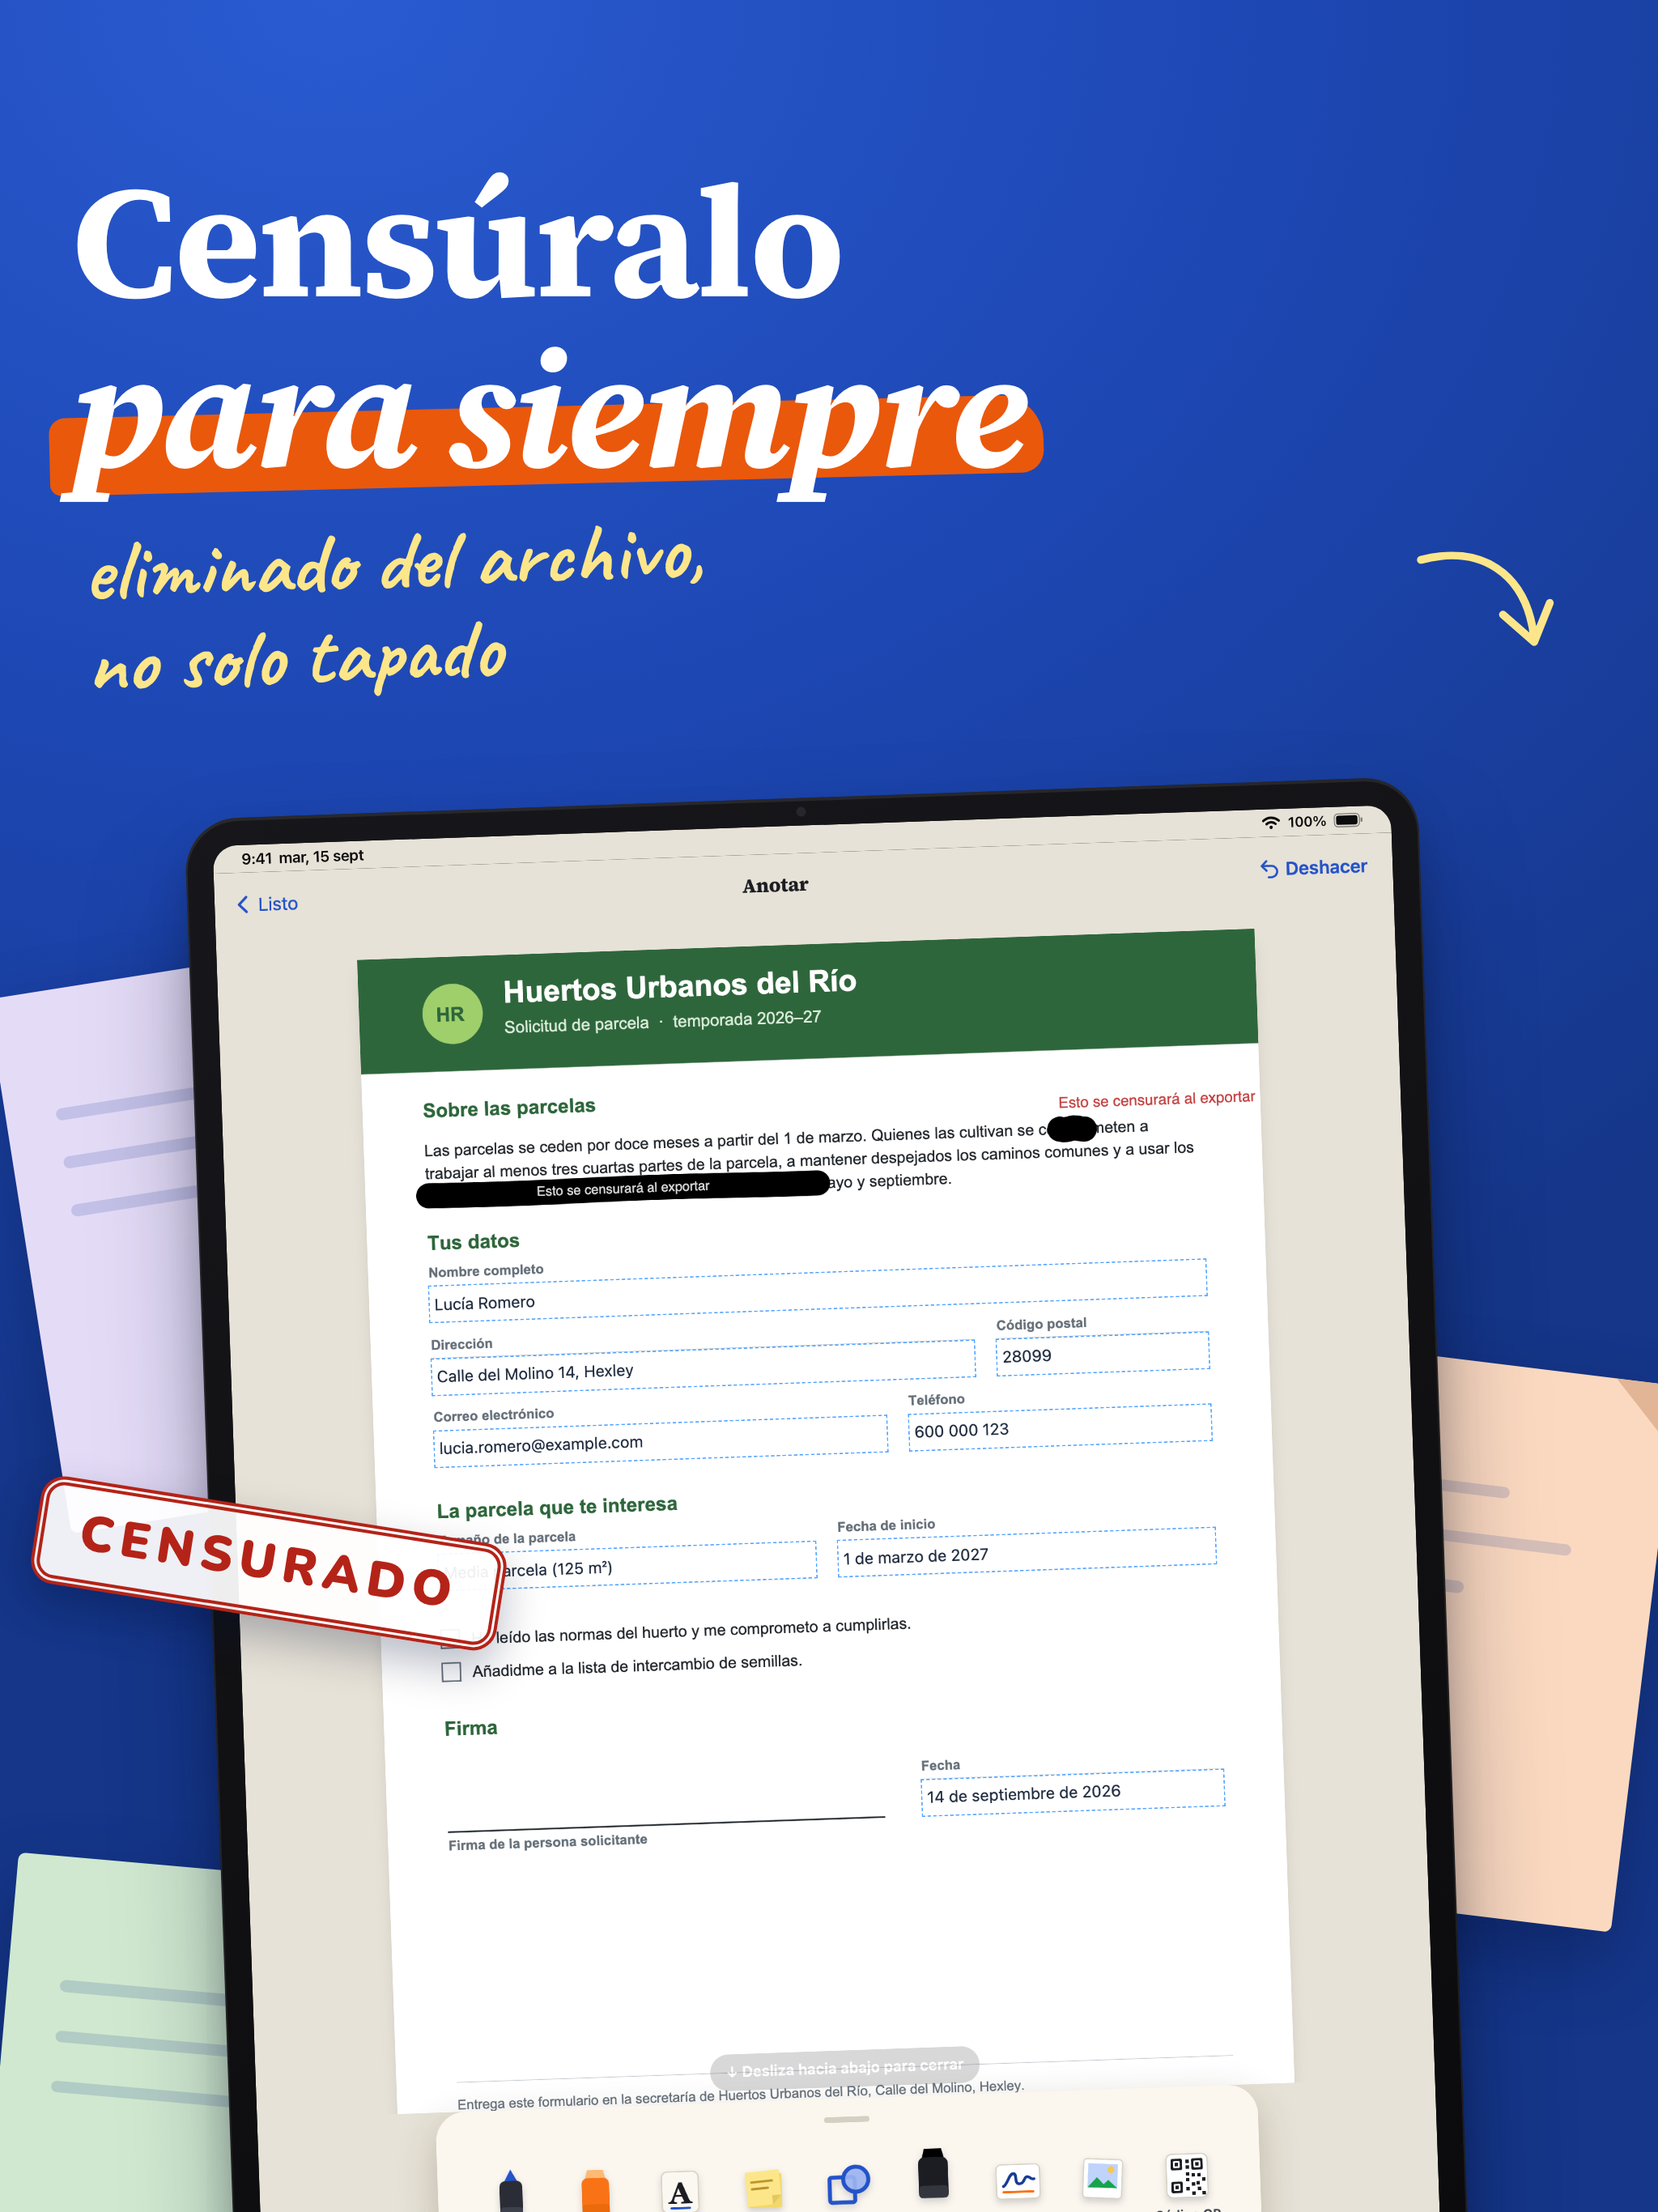 Censúralo
para siempre
eliminado del archivo,
no solo tapado
9:41 mar, 15 sept
100%
Listo
Anotar
Deshacer
HR
Huertos Urbanos del Río
Solicitud de parcela · temporada 2026–27
Sobre las parcelas
Esto se censurará al exportar
Las parcelas se ceden por doce meses a partir del 1 de marzo. Quienes las cultivan se c meten a
trabajar al menos tres cuartas partes de la parcela, a mantener despejados los caminos comunes y a usar los
Esto se censurará al exportar ayo y septiembre.
Tus datos
Nombre completo
Lucía Romero
Dirección
Código postal
Calle del Molino 14, Hexley
28099
Correo electrónico
Teléfono
lucia.romero@example.com
600 000 123
La parcela que te interesa
CENSURADO
de la parcela
Fecha de inicio
Media parcela (125 m²)
1 de marzo de 2027
leído las normas del huerto y me comprometo a cumplirlas.
Añadidme a la lista de intercambio de semillas.
Firma
Fecha
14 de septiembre de 2026
Firma de la persona solicitante
↓ Desliza hacia abajo para cerrar
Entrega este formulario en la secretaría de Huertos Urbanos del Río, Calle del Molino, Hexley.
A